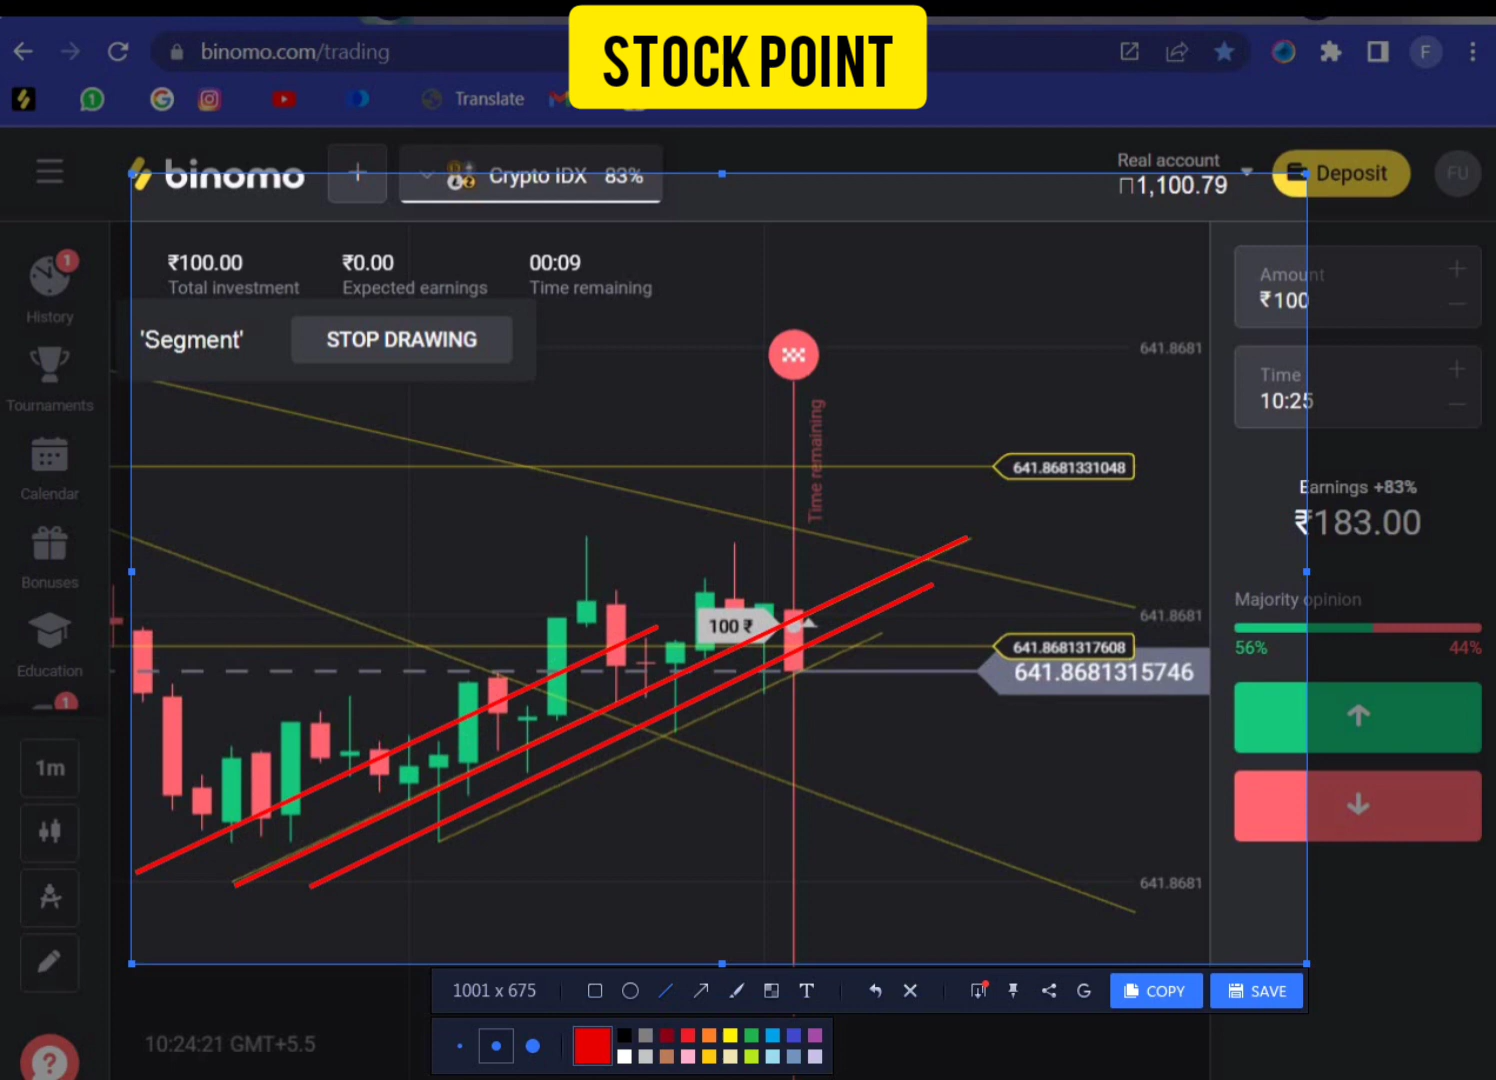 STOCK POINT
binomo.com/trading
F
Translate
binomo
Crypto IDX 83%
Real account
₹1,100.79
Deposit
FU
₹100.00
Total investment
₹0.00
Expected earnings
00:09
Time remaining
'Segment'
STOP DRAWING
1
History
Tournaments
Calendar
Bonuses
Education
1
1m
641.8681
Time remaining
641.8681331048
641.8681
100 ₹
641.8681317608
641.8681315746
641.8681
Amount
₹100
Time
10:25
Earnings +83%
₹183.00
Majority opinion
56%
44%
1001 x 675
T
G
COPY
SAVE
10:24:21 GMT+5.5
?